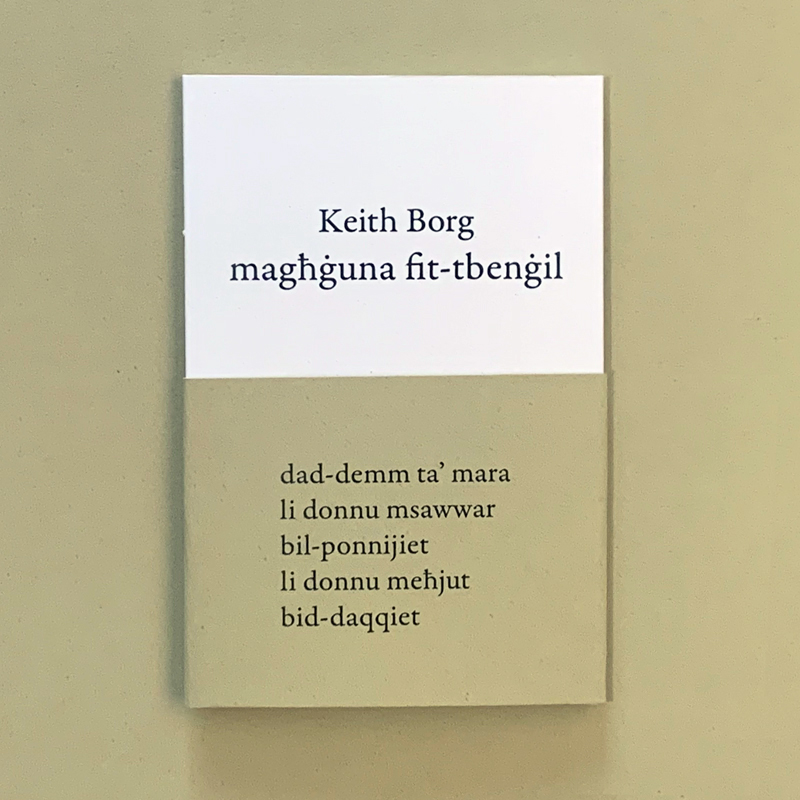 Keith Borg
magħġuna fit-tbenġil
dad-demm ta’ mara
li donnu msawwar
bil-ponnijiet
li donnu meħjut
bid-daqqiet